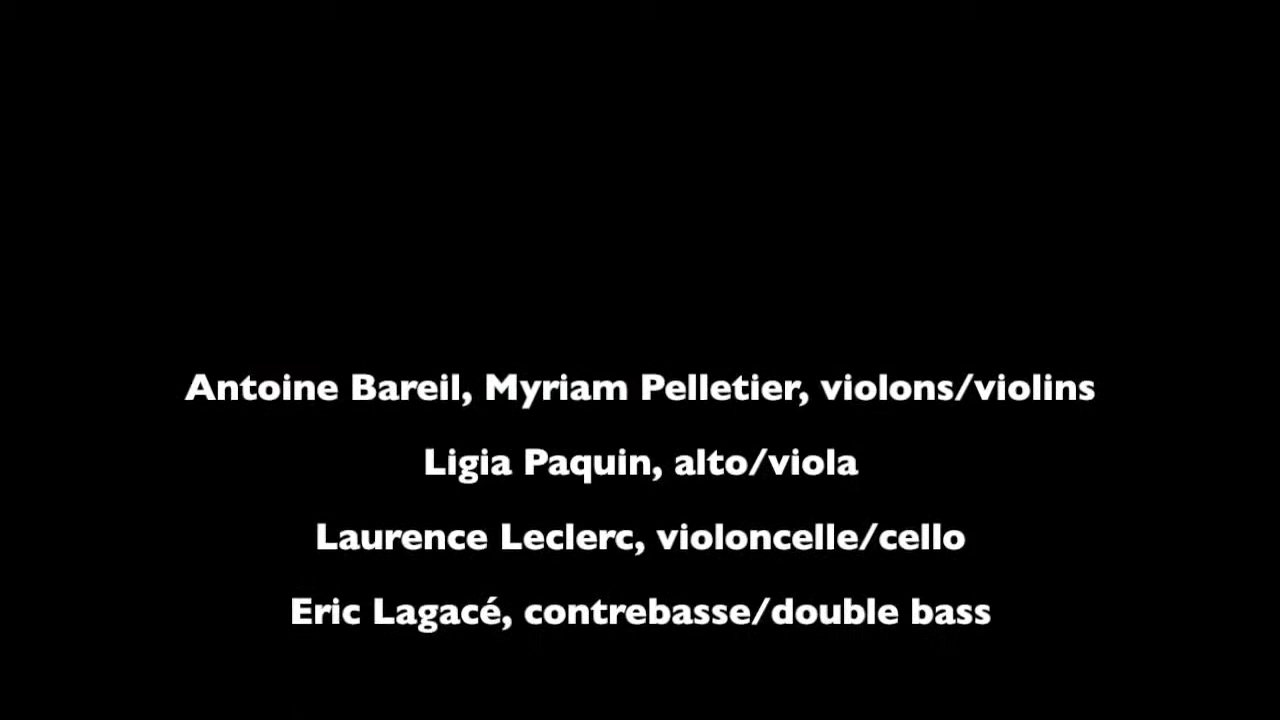 Antoine Bareil, Myriam Pelletier, violons/violins
Ligia Paquin, alto/viola
Laurence Leclerc, violoncelle/cello
Eric Lagacé, contrebasse/double bass